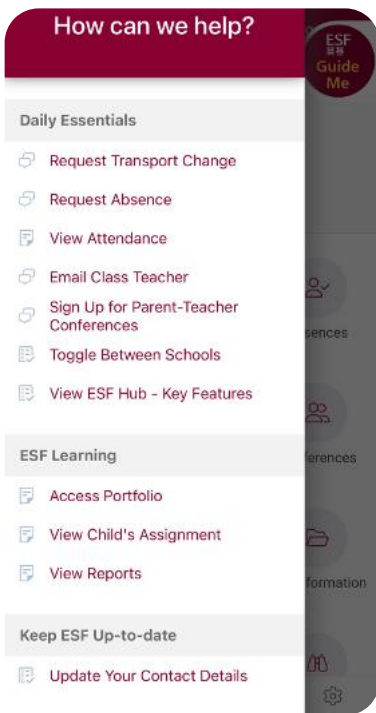 How can we help?
ESF
Guide
Me
Daily Essentials
Request Transport Change
Request Absence
View Attendance
Email Class Teacher
Sign Up for Parent-Teacher
Conferences
sences
Toggle Between Schools
View ESF Hub - Key Features
ferences
ESF Learning
Access Portfolio
View Child's Assignment
View Reports
formation
Keep ESF Up-to-date
Update Your Contact Details